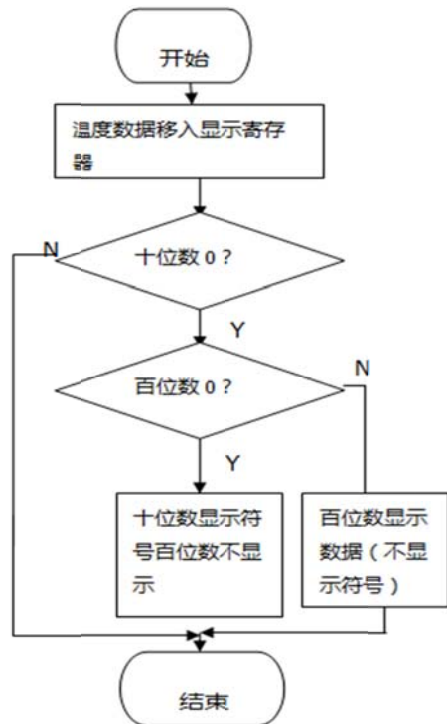 开始
温度数据移入显示寄存
器
N
十位数 0 ?
Y
百位数 0 ?
N
Y
十位数显示符
号百位数不显
示
百位数显示
数据（不显
示符号）
结束